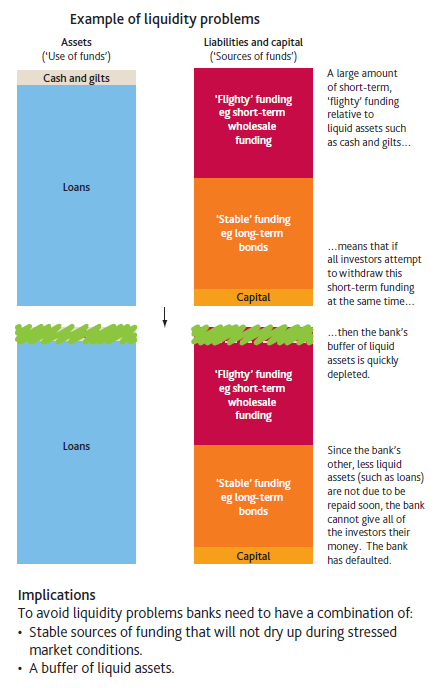 Example of liquidity problems
Assets
('Use of funds')
Liabilities and capital
('Sources of funds')
Cash and gilts
Loans
'Flighty' funding
eg short-term
wholesale
funding
'Stable' funding
eg long-term
bonds
Capital
A large amount
of short-term,
'flighty' funding
relative to
liquid assets such
as cash and gilts…
…means that if
all investors attempt
to withdraw this
short-term funding
at the same time…
Loans
'Flighty' funding
eg short-term
wholesale
funding
'Stable' funding
eg long-term
bonds
Capital
…then the bank's
buffer of liquid
assets is quickly
depleted.
Since the bank's
other, less liquid
assets (such as loans)
are not due to be
repaid soon, the bank
cannot give all of
the investors their
money. The bank
has defaulted.
Implications
To avoid liquidity problems banks need to have a combination of:
• Stable sources of funding that will not dry up during stressed
market conditions.
• A buffer of liquid assets.